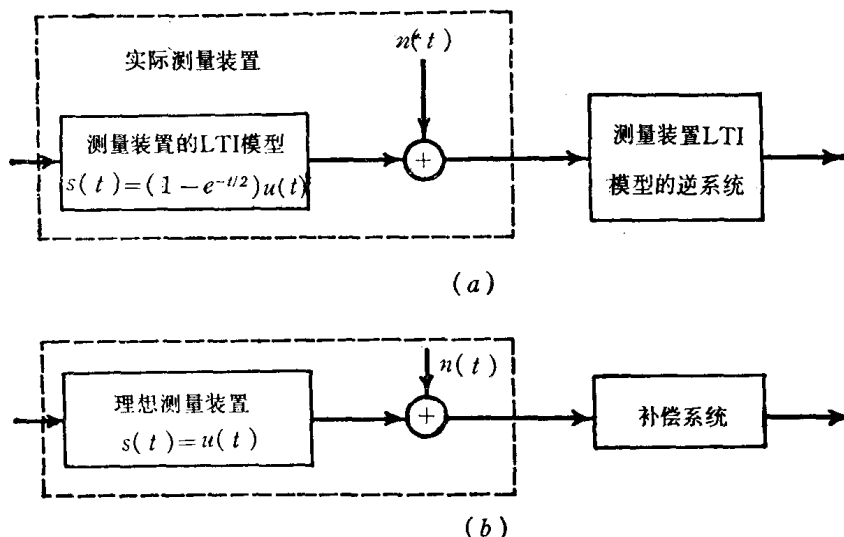 实际测量装置
n(t)
测量装置的LTI模型
s(t)=(1-e^{-t/2})u(t)
+
测量装置LTI
模型的逆系统
(a)
n(t)
理想测量装置
s(t)=u(t)
+
补偿系统
(b)